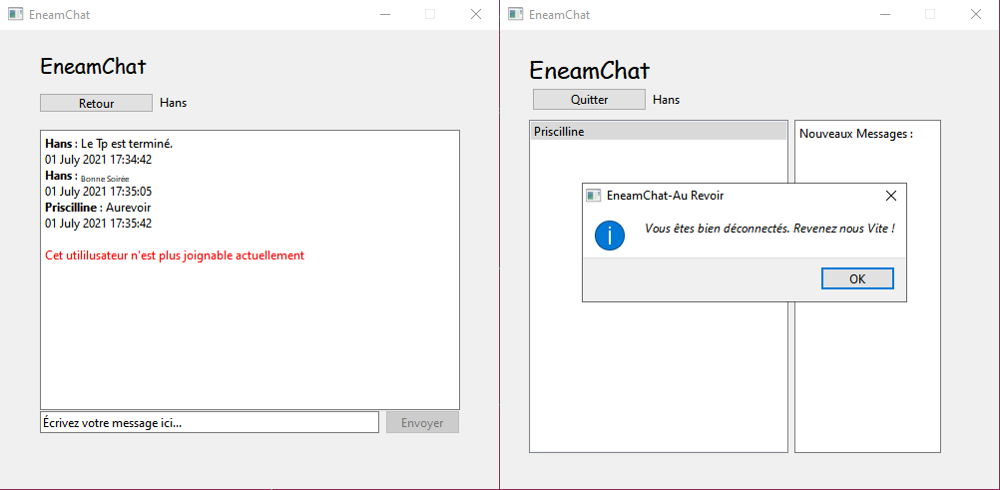 EneamChat
EneamChat
Retour
Hans
Hans : Le Tp est terminé.
01 July 2021 17:34:42
Hans : Bonne Soirée
01 July 2021 17:35:05
Priscilline : Aurevoir
01 July 2021 17:35:42
Cet utililusateur n'est plus joignable actuellement
Écrivez votre message ici...
Envoyer
EneamChat
EneamChat
Quitter
Hans
Priscilline
Nouveaux Messages :
EneamChat-Au Revoir
Vous êtes bien déconnectés. Revenez nous Vite !
OK